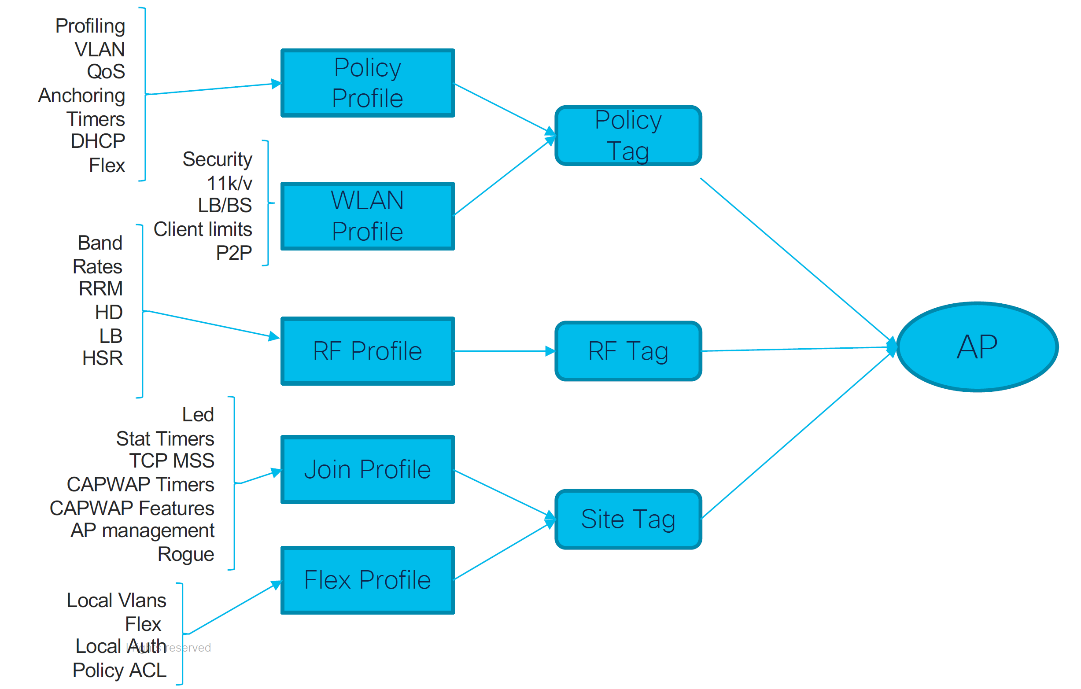 Profiling
VLAN
QoS
Anchoring
Timers
DHCP
Flex
Policy
Profile
Policy
Tag
Security
11k/v
LB/BS
Client limits
P2P
WLAN
Profile
Band
Rates
RRM
HD
LB
HSR
RF Profile
RF Tag
AP
Led
Stat Timers
TCP MSS
CAPWAP Timers
CAPWAP Features
AP management
Rogue
Join Profile
Site Tag
Flex Profile
Local Vlans
Flex
Local Auth
reserved
Policy ACL